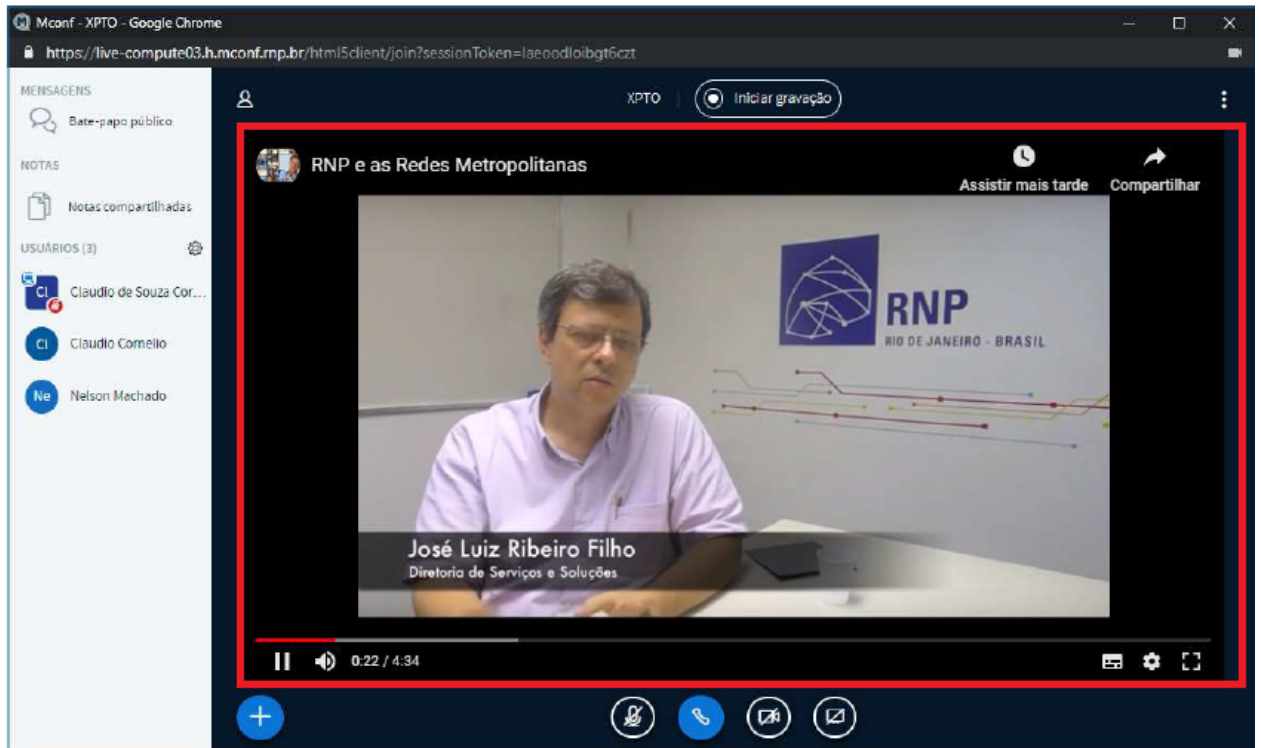 Mconf - XPTO - Google Chrome
https://live-compute03.h.mconf.rnp.br/html5client/join?sessionToken=laeoodloibgt6czt
MENSAGENS
Bate-papo público
NOTAS
Notas compartilhadas
USUÁRIOS (3)
CI
Claudio de Souza Cor...
CI
Claudio Cornelio
Ne
Nelson Machado
XPTO
Iniciar gravação
RNP e as Redes Metropolitanas
Assistir mais tarde
Compartilhar
RNP
RIO DE JANEIRO - BRASIL
José Luiz Ribeiro Filho
Diretoria de Serviços e Soluções
0:22 / 4:34